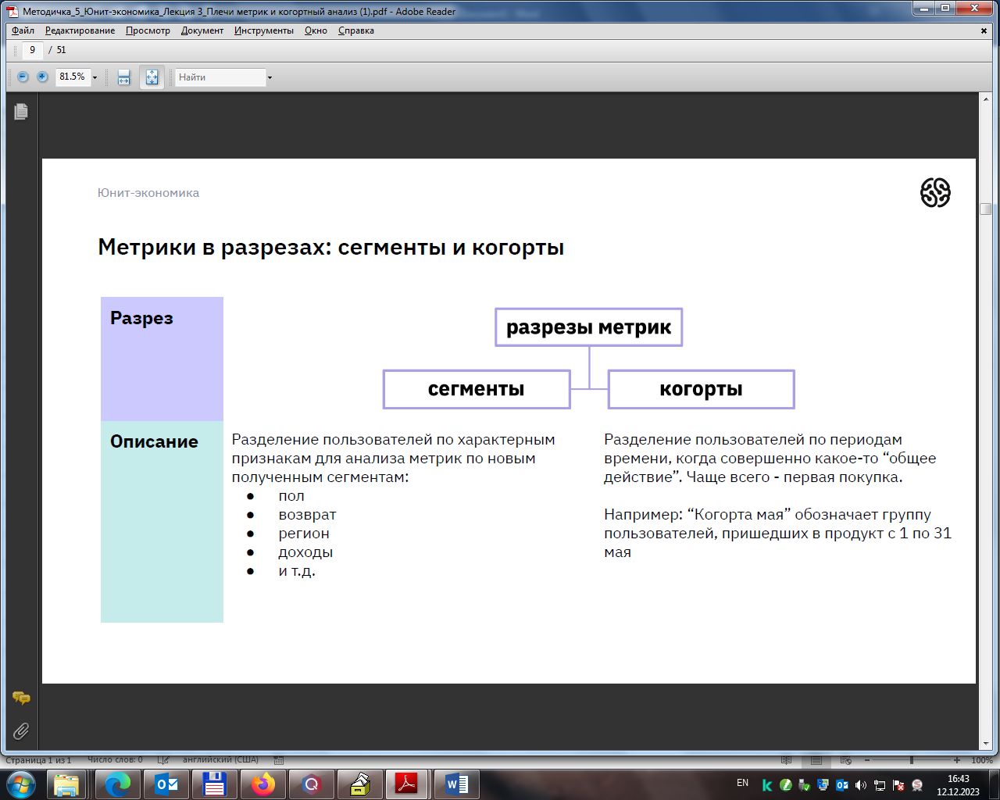 Методичка_5_Юнит-экономика_Лекция 3_Плечи метрик и когортный анализ (1).pdf - Adobe Reader
Файл Редактирование Просмотр Документ Инструменты Окно Справка
9 / 51
81.5% Найти
Юнит-экономика
Метрики в разрезах: сегменты и когорты
Разрез
разрезы метрик
сегменты
когорты
Описание
Разделение пользователей по характерным
признакам для анализа метрик по новым
полученным сегментам:
● пол
● возврат
● регион
● доходы
● и т.д.
Разделение пользователей по периодам
времени, когда совершенно какое-то “общее
действие”. Чаще всего - первая покупка.
Например: “Когорта мая” обозначает группу
пользователей, пришедших в продукт с 1 по 31
мая
Страница 1 из 1 Число слов: 0 английский (США) 100%
EN
16:43
12.12.2023